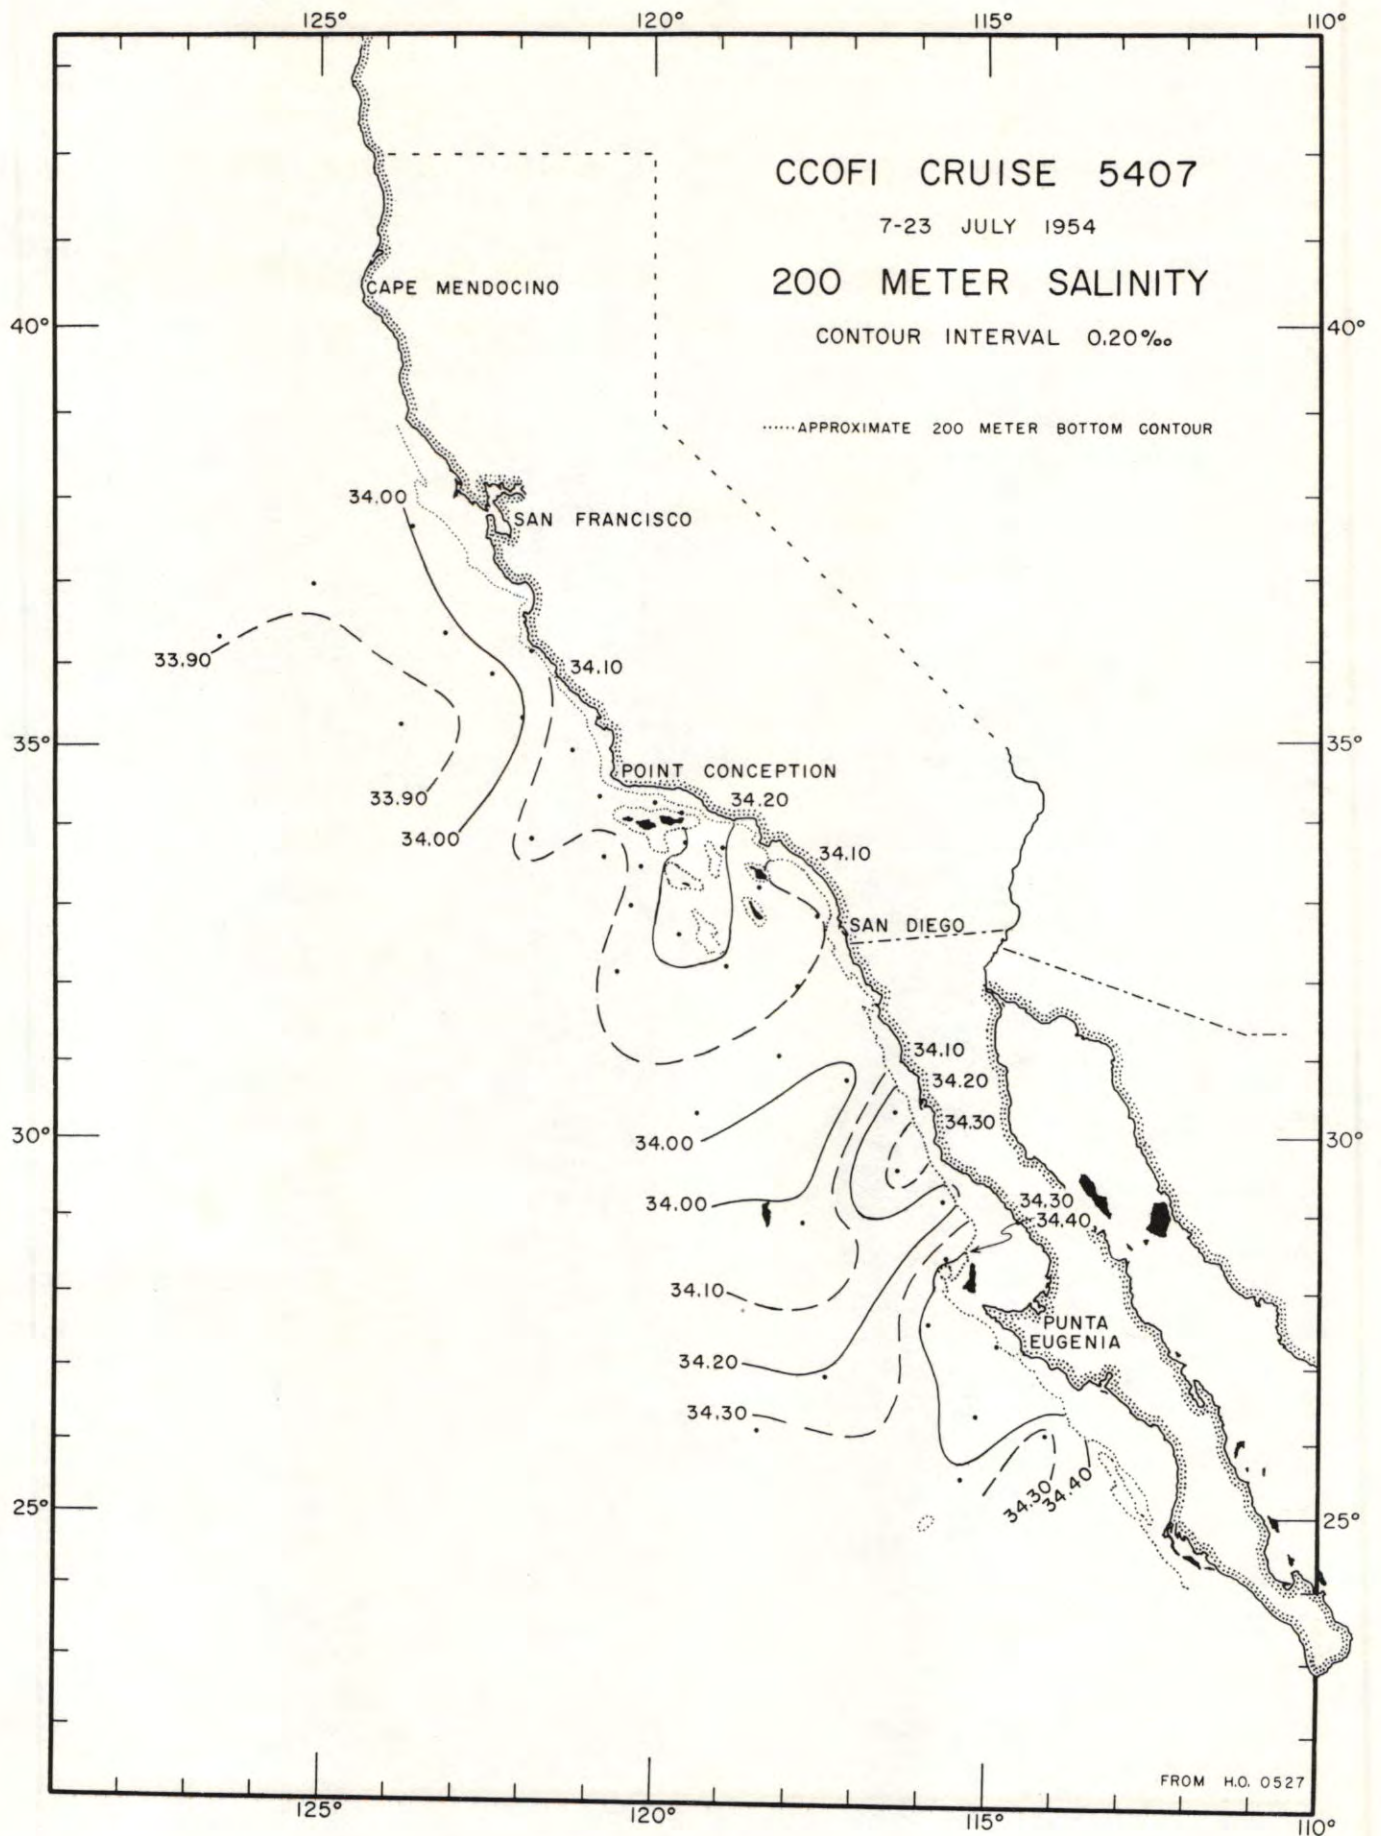 125° 120° 115° 110°
CCOFI CRUISE 5407
7-23 JULY 1954
200 METER SALINITY
CONTOUR INTERVAL 0.20‰
......APPROXIMATE 200 METER BOTTOM CONTOUR
CAPE MENDOCINO
40° 40°
34.00
SAN FRANCISCO
33.90
34.10
35° 35°
POINT CONCEPTION
33.90
34.20
34.00
34.10
SAN DIEGO
34.10
34.20
34.30
30° 30°
34.00
34.00
34.30
34.40
34.10
PUNTA
EUGENIA
34.20
34.30
34.30
34.40
25° 25°
FROM H.O. 0527
125° 120° 115° 110°